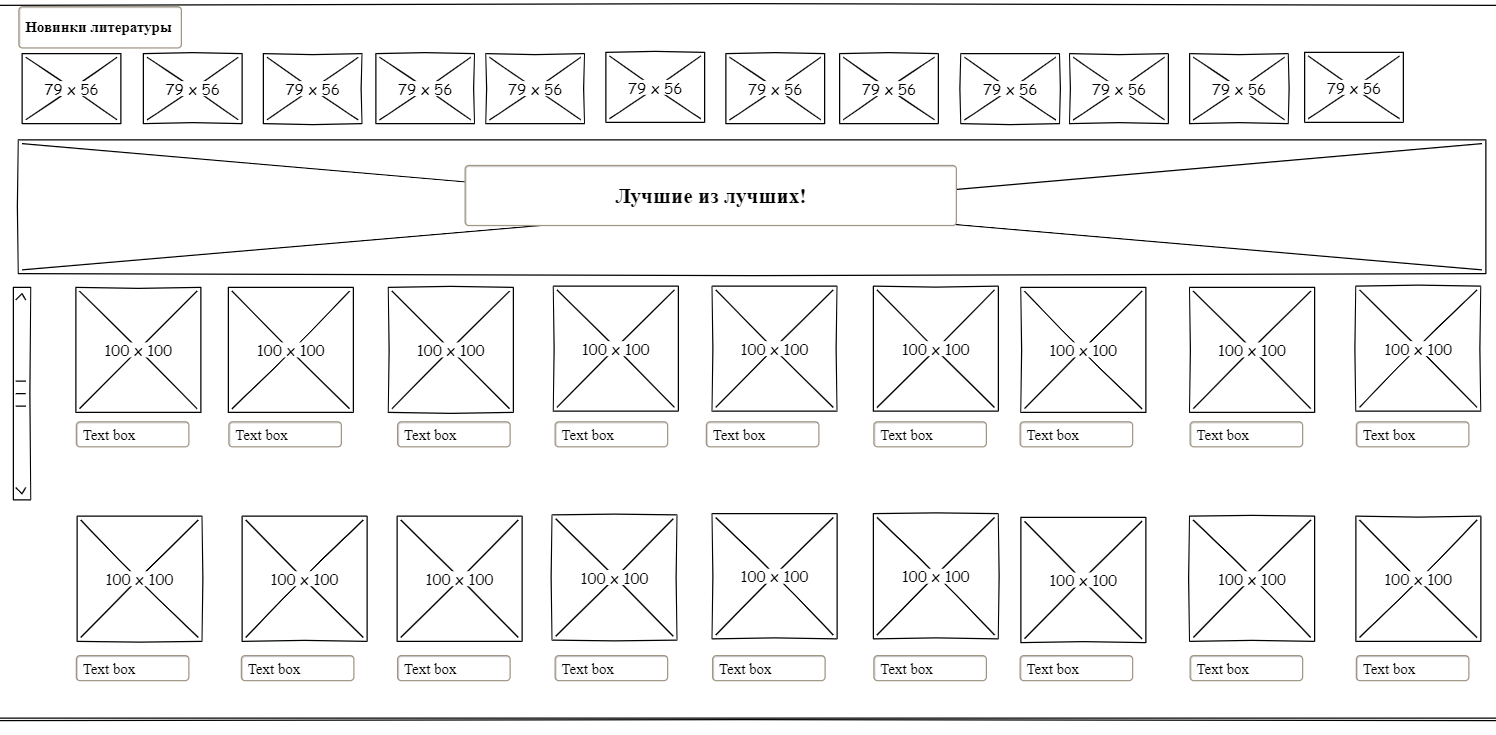 Новинки литературы
79 x 56 79 x 56 79 x 56 79 x 56 79 x 56 79 x 56 79 x 56 79 x 56 79 x 56 79 x 56 79 x 56 79 x 56
Лучшие из лучших!
100 x 100 100 x 100 100 x 100 100 x 100 100 x 100 100 x 100 100 x 100 100 x 100 100 x 100
Text box Text box Text box Text box Text box Text box Text box Text box Text box
100 x 100 100 x 100 100 x 100 100 x 100 100 x 100 100 x 100 100 x 100 100 x 100 100 x 100
Text box Text box Text box Text box Text box Text box Text box Text box Text box